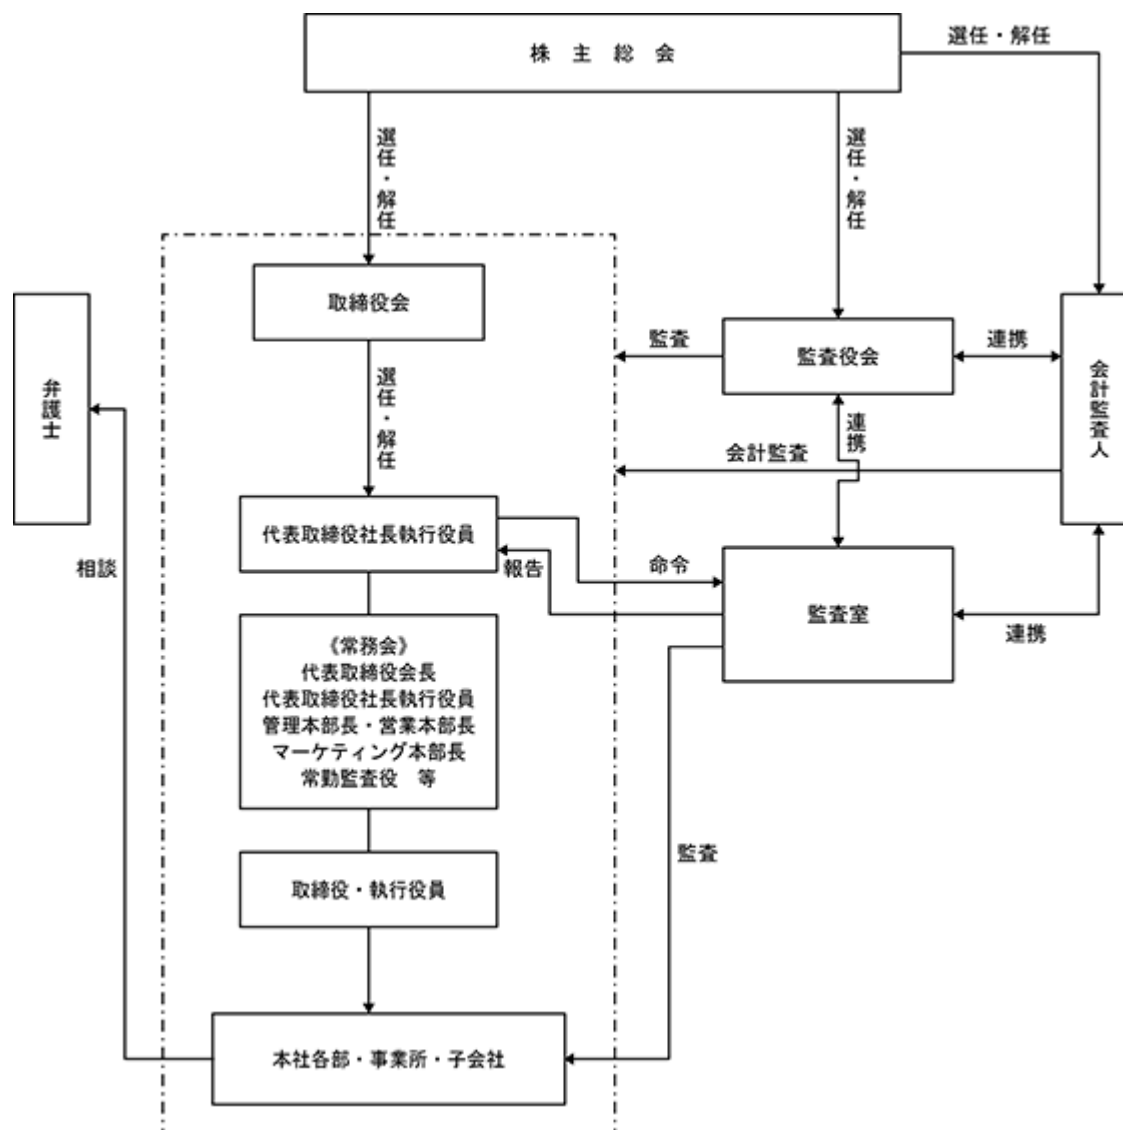 株 主 総 会
選任・解任
選任・解任
選任・解任
取締役会
監査
監査役会
連携
会計監査人
弁護士
選任・解任
連携
会計監査
代表取締役社長執行役員
相談
報告
命令
監査室
連携
《常務会》
代表取締役会長
代表取締役社長執行役員
管理本部長・営業本部長
マーケティング本部長
常勤監査役 等
監査
取締役・執行役員
本社各部・事業所・子会社